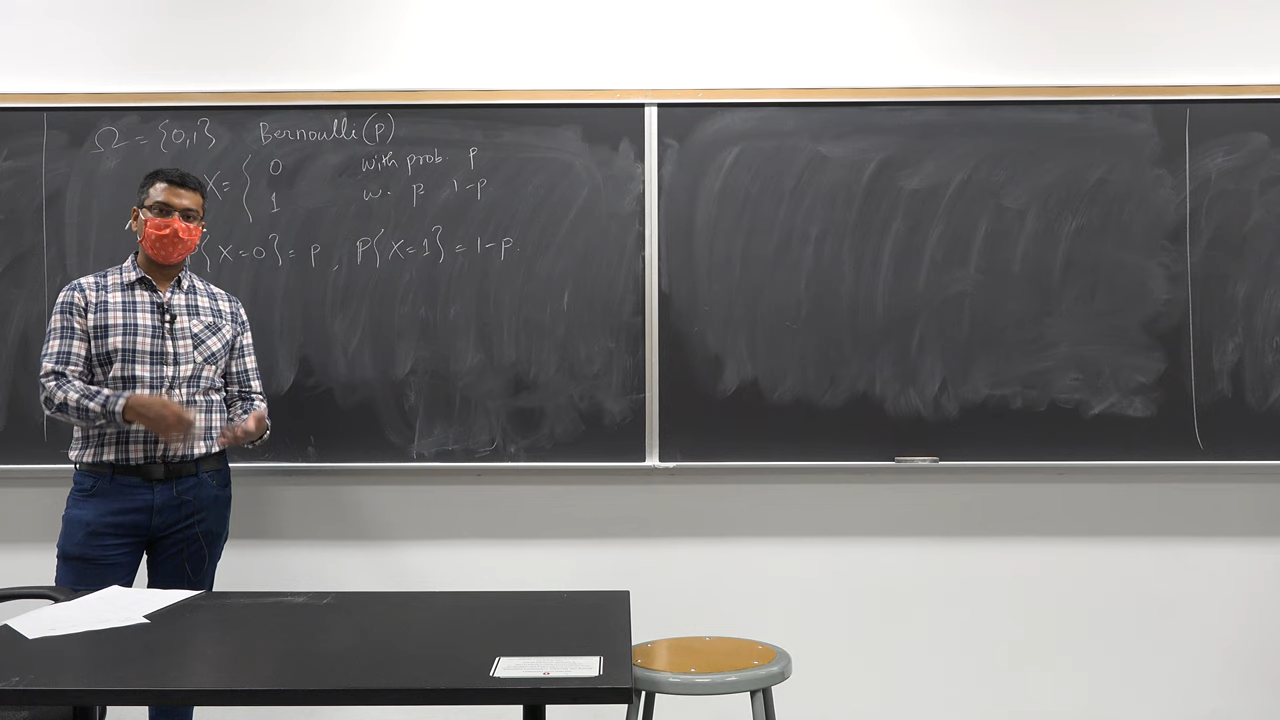 Ω = {0,1} Bernoulli(p)
X = { 0 with prob. p
1 w. p 1-p
{X=0} = p, P{X=1} = 1-p.